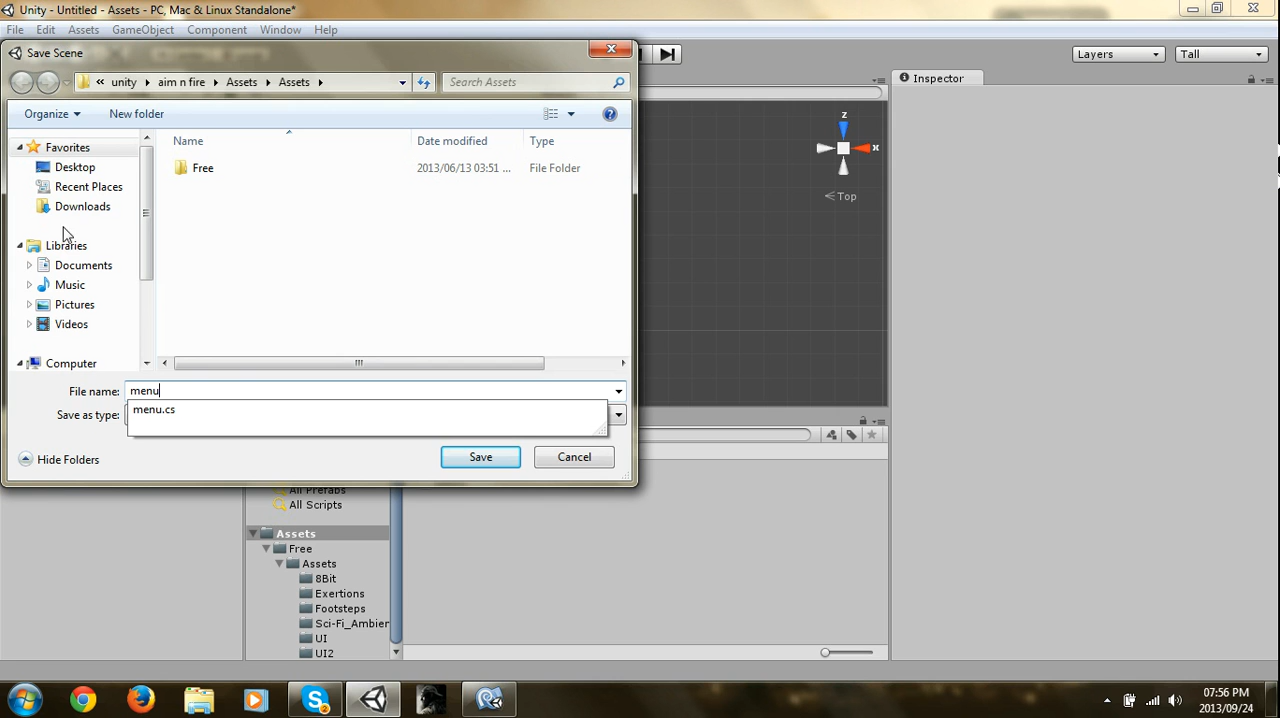 Unity - Untitled - Assets - PC, Mac & Linux Standalone*
File Edit Assets GameObject Component Window Help
Save Scene
Layers
Tall
« unity aim n fire Assets Assets
Search Assets
Inspector
Organize New folder
Name Date modified Type
Favorites
Desktop
Recent Places
Downloads
Libraries
Documents
Music
Pictures
Videos
Computer
Free 2013/06/13 03:51 ... File Folder
z
x
Top
File name: menu
menu.cs
Save as type:
Hide Folders
Save
Cancel
All Prefabs
All Scripts
Assets
Free
Assets
8Bit
Exertions
Footsteps
Sci-Fi_Ambien
UI
UI2
07:56 PM
2013/09/24